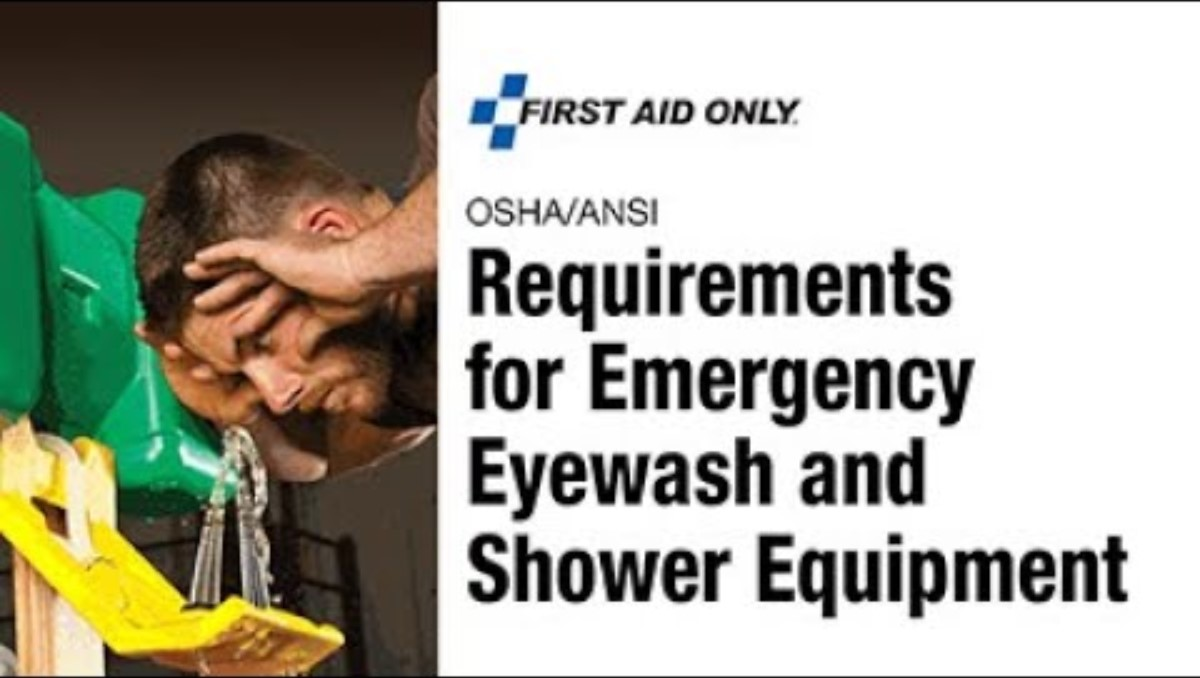 FIRST AID ONLY
OSHA/ANSI
Requirements
for Emergency
Eyewash and
Shower Equipment